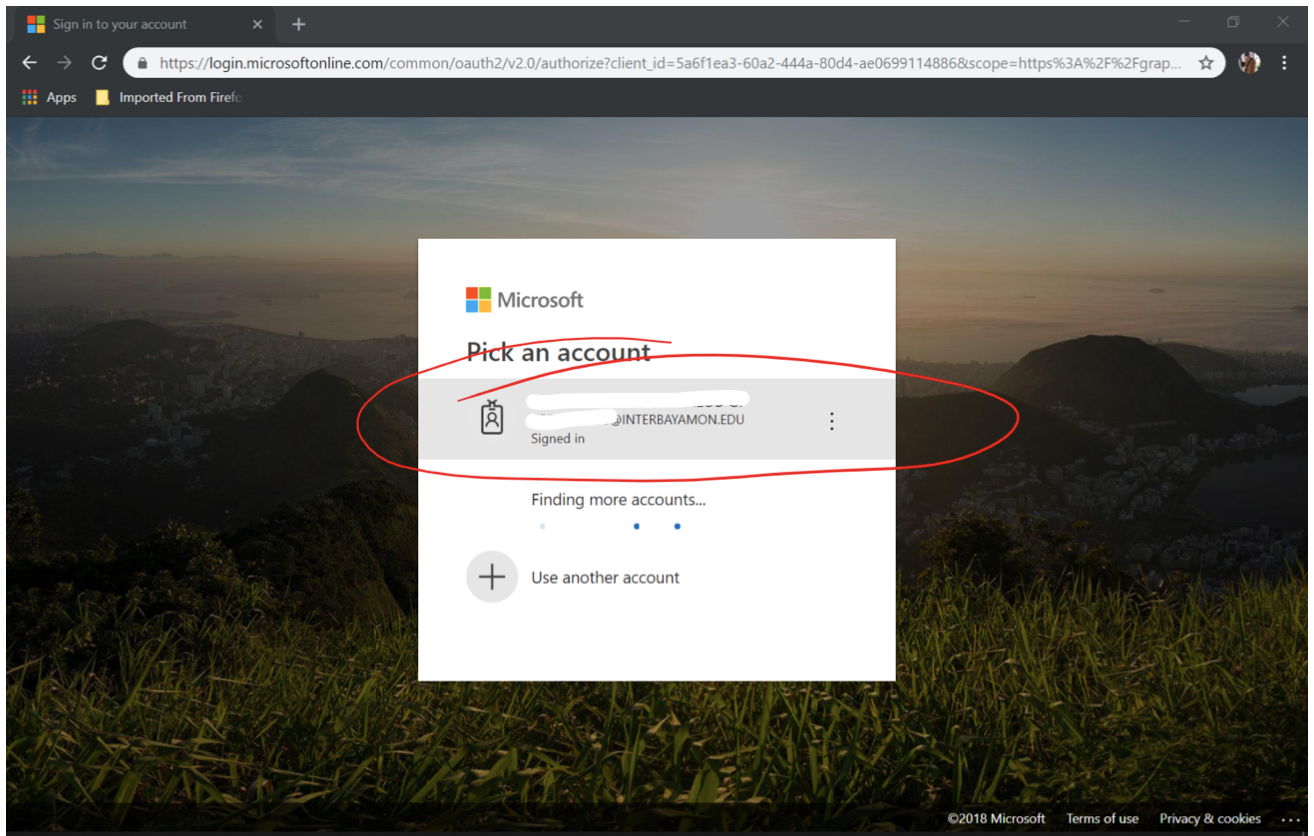 Sign in to your account
https://login.microsoftonline.com/common/oauth2/v2.0/authorize?client_id=5a6f1ea3-60a2-444a-80d4-ae0699114886&scope=https%3A%2F%2Fgrap...
Apps Imported From Firefo
Microsoft
Pick an account
@INTERBAYAMON.EDU
Signed in
Finding more accounts...
Use another account
©2018 Microsoft Terms of use Privacy & cookies ...